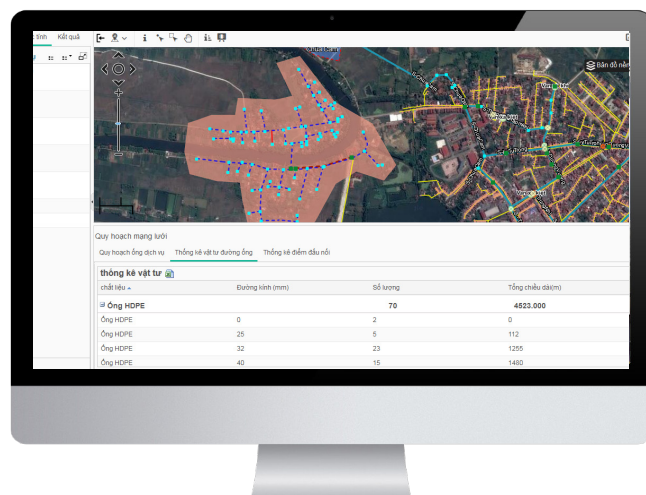 tính Kết quả
Bản đồ nền
Quy hoạch mạng lưới
Quy hoạch ống dịch vụ Thống kê vật tư đường ống Thống kê điểm đấu nối
thống kê vật tư
chất liệu Đường kính (mm) Số lượng Tổng chiều dài(m)
Ống HDPE 70 4523.000
Ống HDPE 0 2 0
Ống HDPE 25 5 112
Ống HDPE 32 23 1255
Ống HDPE 40 15 1480